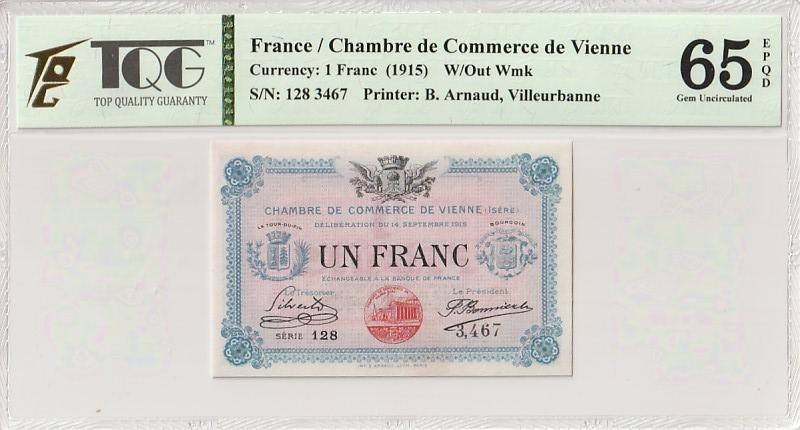 TQG™
TOP QUALITY GUARANTY
France / Chambre de Commerce de Vienne
Currency: 1 Franc (1915) W/Out Wmk
S/N: 128 3467 Printer: B. Arnaud, Villeurbanne
65 EPQD
Gem Uncirculated
CHAMBRE DE COMMERCE DE VIENNE (ISÈRE)
DÉLIBÉRATION DU 14 SEPTEMBRE 1915
LA TOUR-DU-PIN
BOURGOIN
UN FRANC
ÉCHANGEABLE A LA BANQUE DE FRANCE
Le Trésorier,
Le Président,
SÉRIE 128
3,467